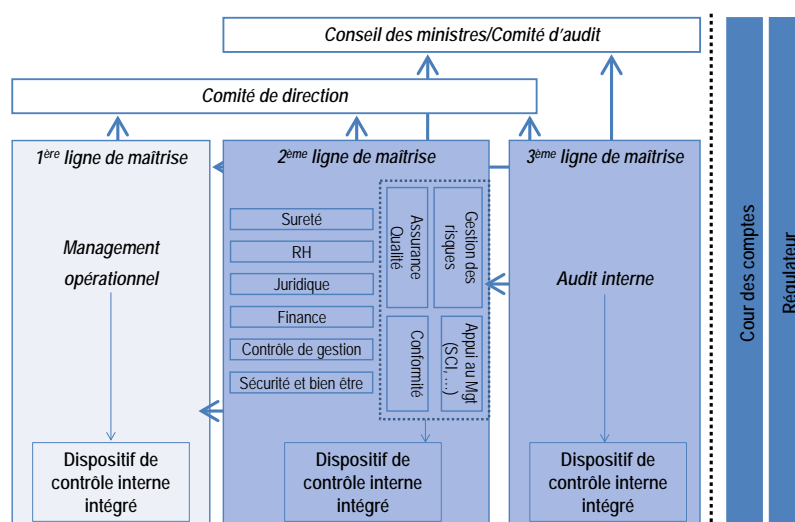 Conseil des ministres/Comité d'audit
Comité de direction
1ère ligne de maîtrise
Management
opérationnel
Dispositif de
contrôle interne
intégré
2ème ligne de maîtrise
Sureté
RH
Juridique
Finance
Contrôle de gestion
Sécurité et bien être
Assurance
Qualité
Gestion des
risques
Conformité
Appui au Mgt
(SCI, ...)
Dispositif de
contrôle interne
intégré
3ème ligne de maîtrise
Audit interne
Dispositif de
contrôle interne
intégré
Cour des comptes
Régulateur